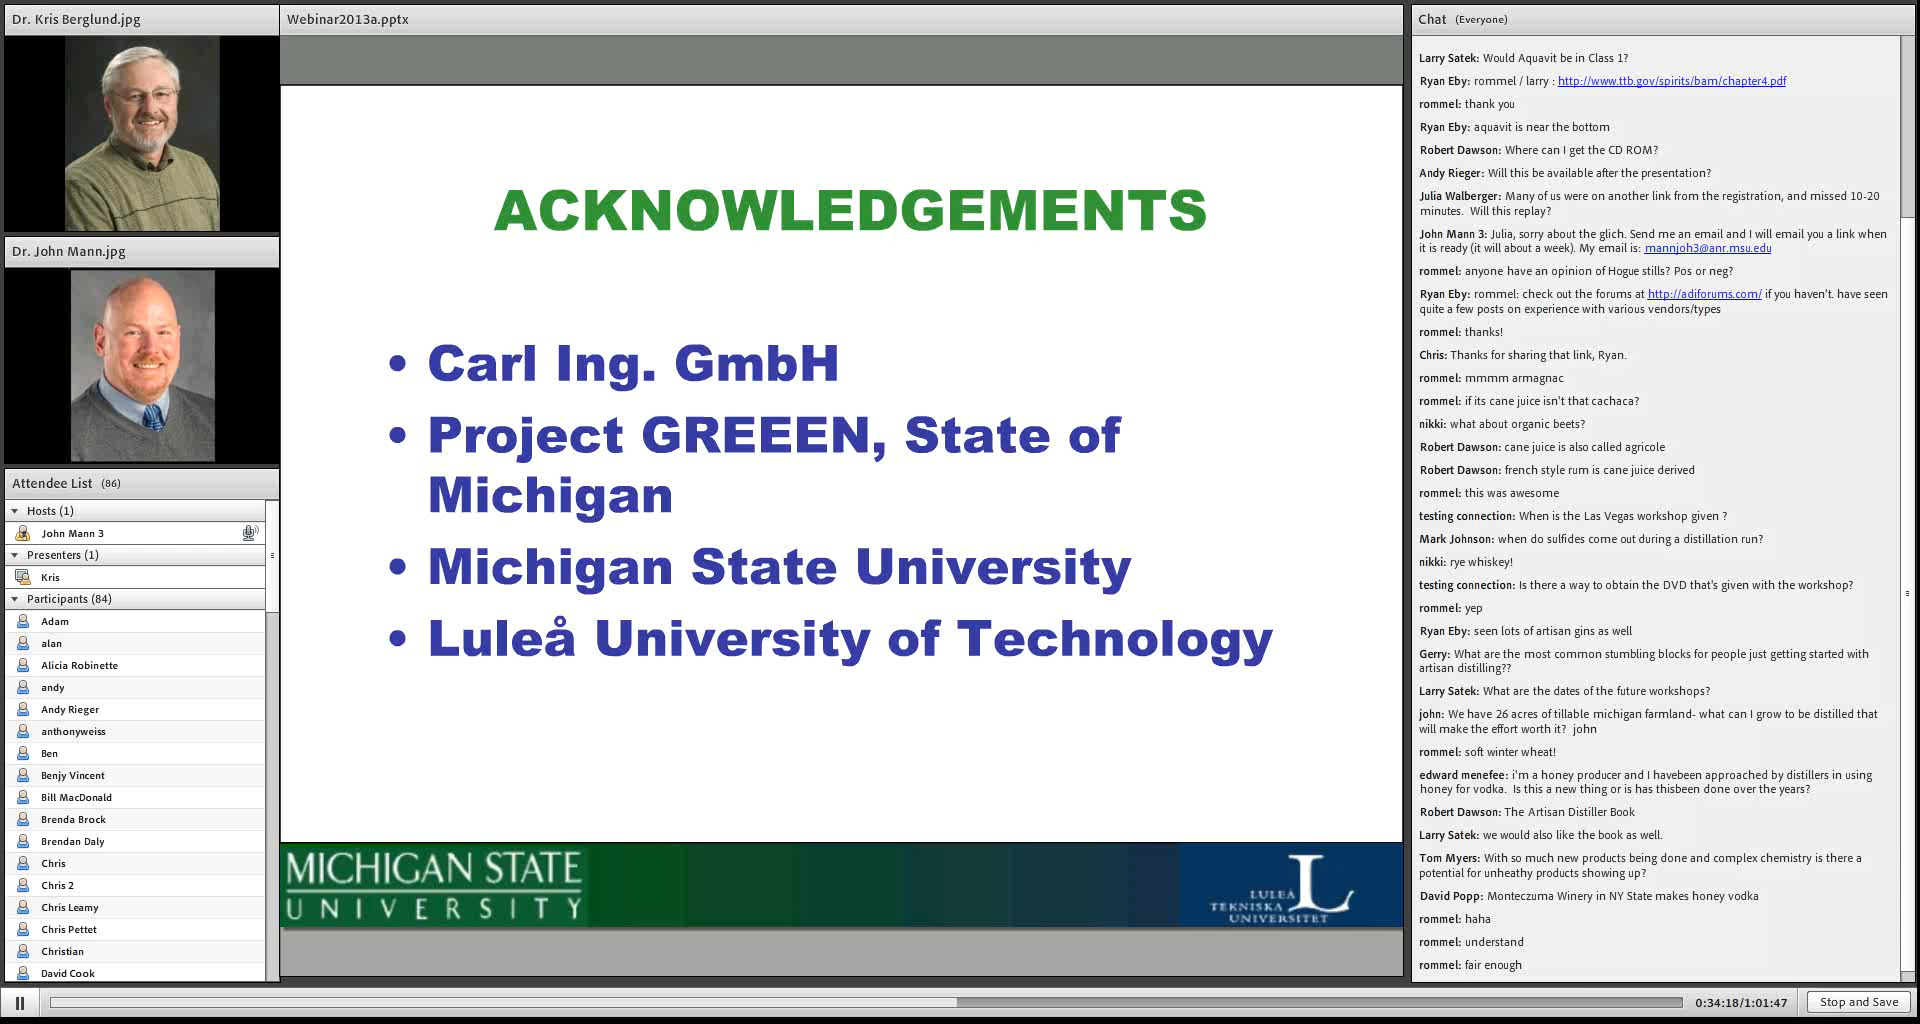 Dr. Kris Berglund.jpg
Dr. John Mann.jpg
Attendee List (86)
Hosts (1)
John Mann 3
Presenters (1)
Kris
Participants (84)
Adam
alan
Alicia Robinette
andy
Andy Rieger
anthonyweiss
Ben
Benjy Vincent
Bill MacDonald
Brenda Brock
Brendan Daly
Chris
Chris 2
Chris Leamy
Chris Pettet
Christian
David Cook
Webinar2013a.pptx
ACKNOWLEDGEMENTS
• Carl Ing. GmbH
• Project GREEEN, State of
Michigan
• Michigan State University
• Luleå University of Technology
MICHIGAN STATE
UNIVERSITY
LULEÅ
TEKNISKA
UNIVERSITET
Chat (Everyone)
Larry Satek: Would Aquavit be in Class 1?
Ryan Eby: rommel / larry : http://www.ttb.gov/spirits/bam/chapter4.pdf
rommel: thank you
Ryan Eby: aquavit is near the bottom
Robert Dawson: Where can I get the CD ROM?
Andy Rieger: Will this be available after the presentation?
Julia Walberger: Many of us were on another link from the registration, and missed 10-20
minutes. Will this replay?
John Mann 3: Julia, sorry about the glich. Send me an email and I will email you a link when
it is ready (it will about a week). My email is: mannjoh3@anr.msu.edu
rommel: anyone have an opinion of Hogue stills? Pos or neg?
Ryan Eby: rommel: check out the forums at http://adiforums.com/ if you haven't. have seen
quite a few posts on experience with various vendors/types
rommel: thanks!
Chris: Thanks for sharing that link, Ryan.
rommel: mmmm armagnac
rommel: if its cane juice isn't that cachaca?
nikki: what about organic beets?
Robert Dawson: cane juice is also called agricole
Robert Dawson: french style rum is cane juice derived
rommel: this was awesome
testing connection: When is the Las Vegas workshop given ?
Mark Johnson: when do sulfides come out during a distillation run?
nikki: rye whiskey!
testing connection: Is there a way to obtain the DVD that's given with the workshop?
rommel: yep
Ryan Eby: seen lots of artisan gins as well
Gerry: What are the most common stumbling blocks for people just getting started with
artisan distilling??
Larry Satek: What are the dates of the future workshops?
john: We have 26 acres of tillable michigan farmland- what can I grow to be distilled that
will make the effort worth it? john
rommel: soft winter wheat!
edward menefee: i'm a honey producer and I havebeen approached by distillers in using
honey for vodka. Is this a new thing or is has thisbeen done over the years?
Robert Dawson: The Artisan Distiller Book
Larry Satek: we would also like the book as well.
Tom Myers: With so much new products being done and complex chemistry is there a
potential for unheathy products showing up?
David Popp: Monteczuma Winery in NY State makes honey vodka
rommel: haha
rommel: understand
rommel: fair enough
0:34:18/1:01:47
Stop and Save